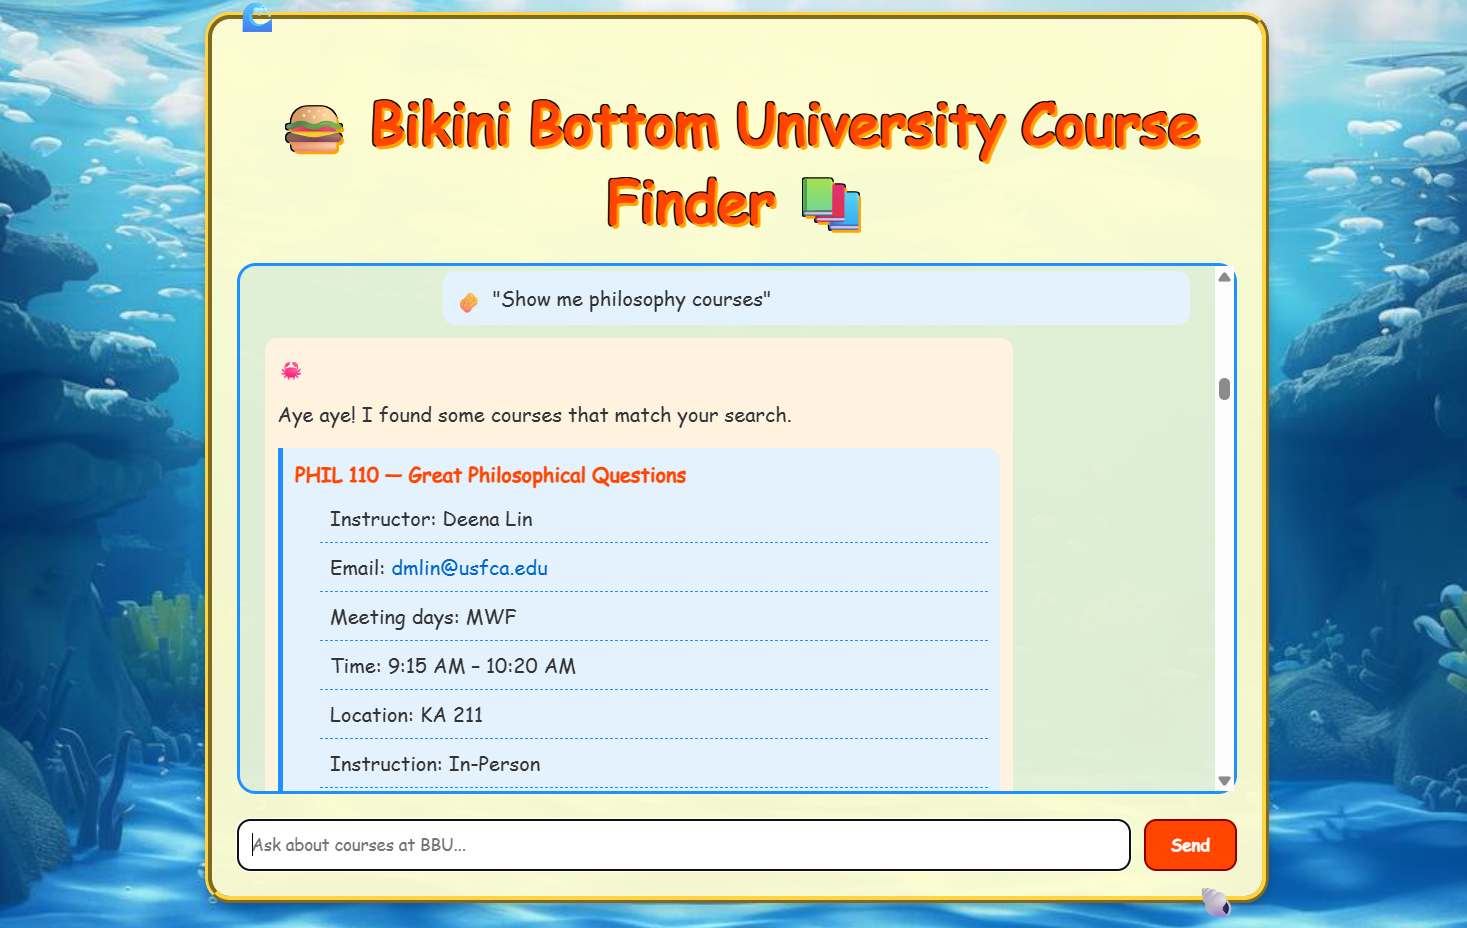 Bikini Bottom University Course
Finder
"Show me philosophy courses"
Aye aye! I found some courses that match your search.
PHIL 110 — Great Philosophical Questions
Instructor: Deena Lin
Email: dmlin@usfca.edu
Meeting days: MWF
Time: 9:15 AM – 10:20 AM
Location: KA 211
Instruction: In-Person
Ask about courses at BBU...
Send